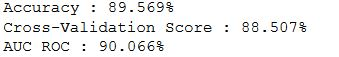 Accuracy : 89.569%
Cross-Validation Score : 88.507%
AUC ROC : 90.066%